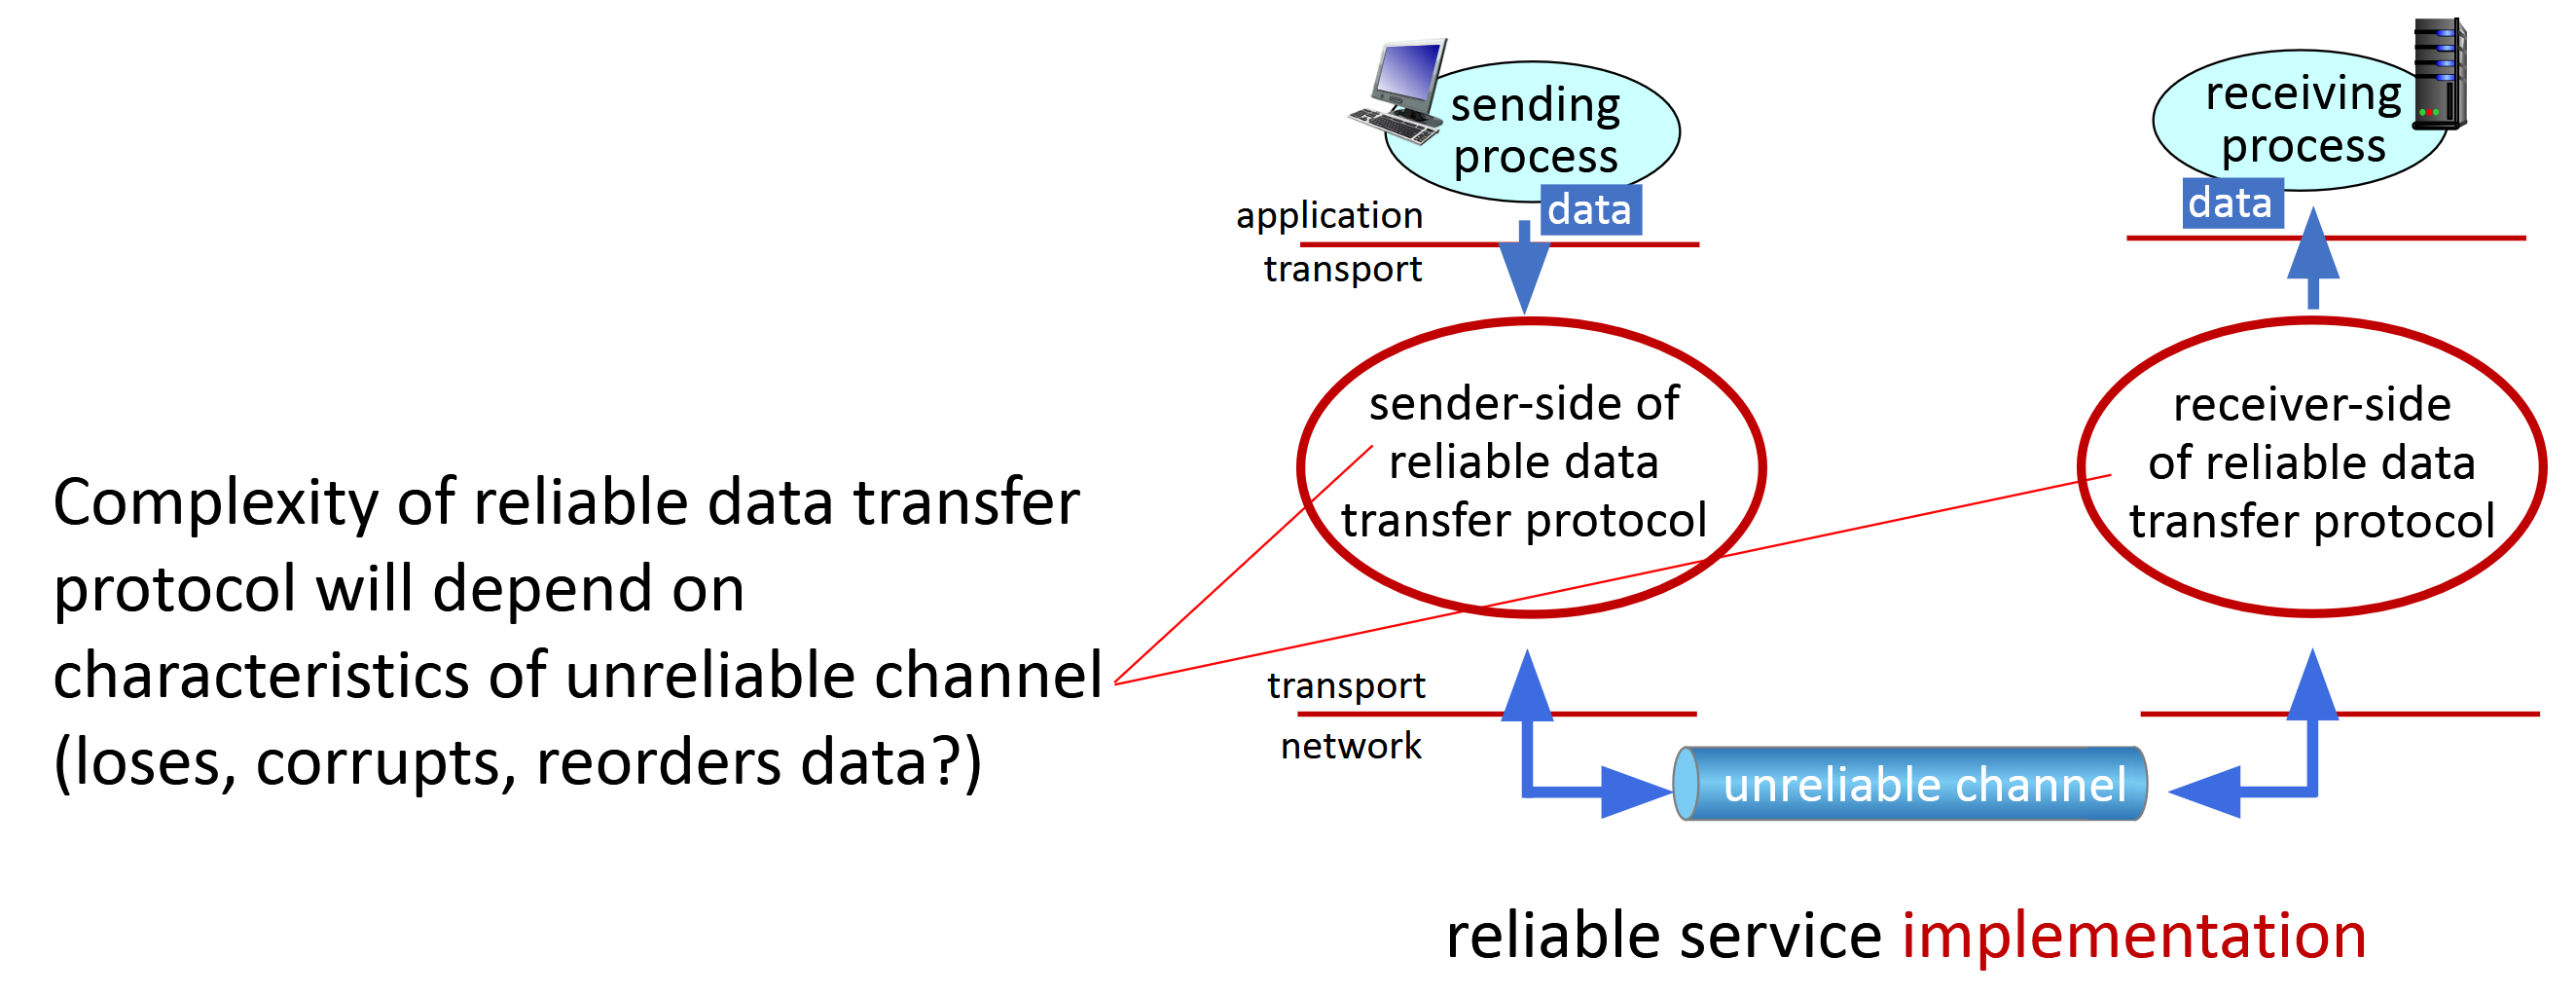 sending
process
data
application
transport
receiving
process
data
sender-side of
reliable data
transfer protocol
receiver-side
of reliable data
transfer protocol
Complexity of reliable data transfer
protocol will depend on
characteristics of unreliable channel
(loses, corrupts, reorders data?)
transport
network
unreliable channel
reliable service implementation